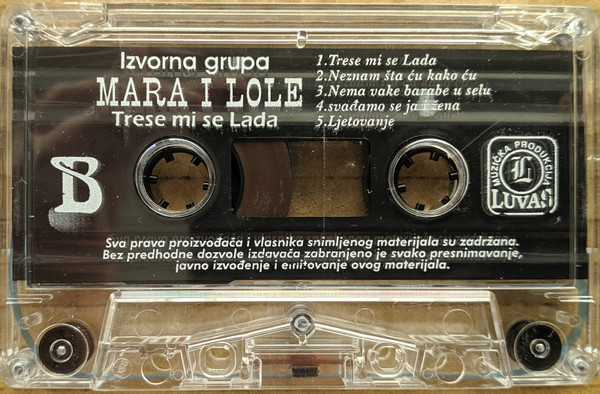 Izvorna grupa
MARA I LOLE
Trese mi se Lada
1.Trese mi se Lada
2.Neznam šta ću kako ću
3.Nema vake barabe u selu
4.svađamo se ja i žena
5.Ljetovanje
B
MUZIČKA PRODUKCIJA
L
LUVAS
Sva prava proizvođača i vlasnika snimljenog materijala su zadržana.
Bez predhodne dozvole izdavača zabranjeno je svako presnimavanje,
javno izvođenje i emitovanje ovog materijala.